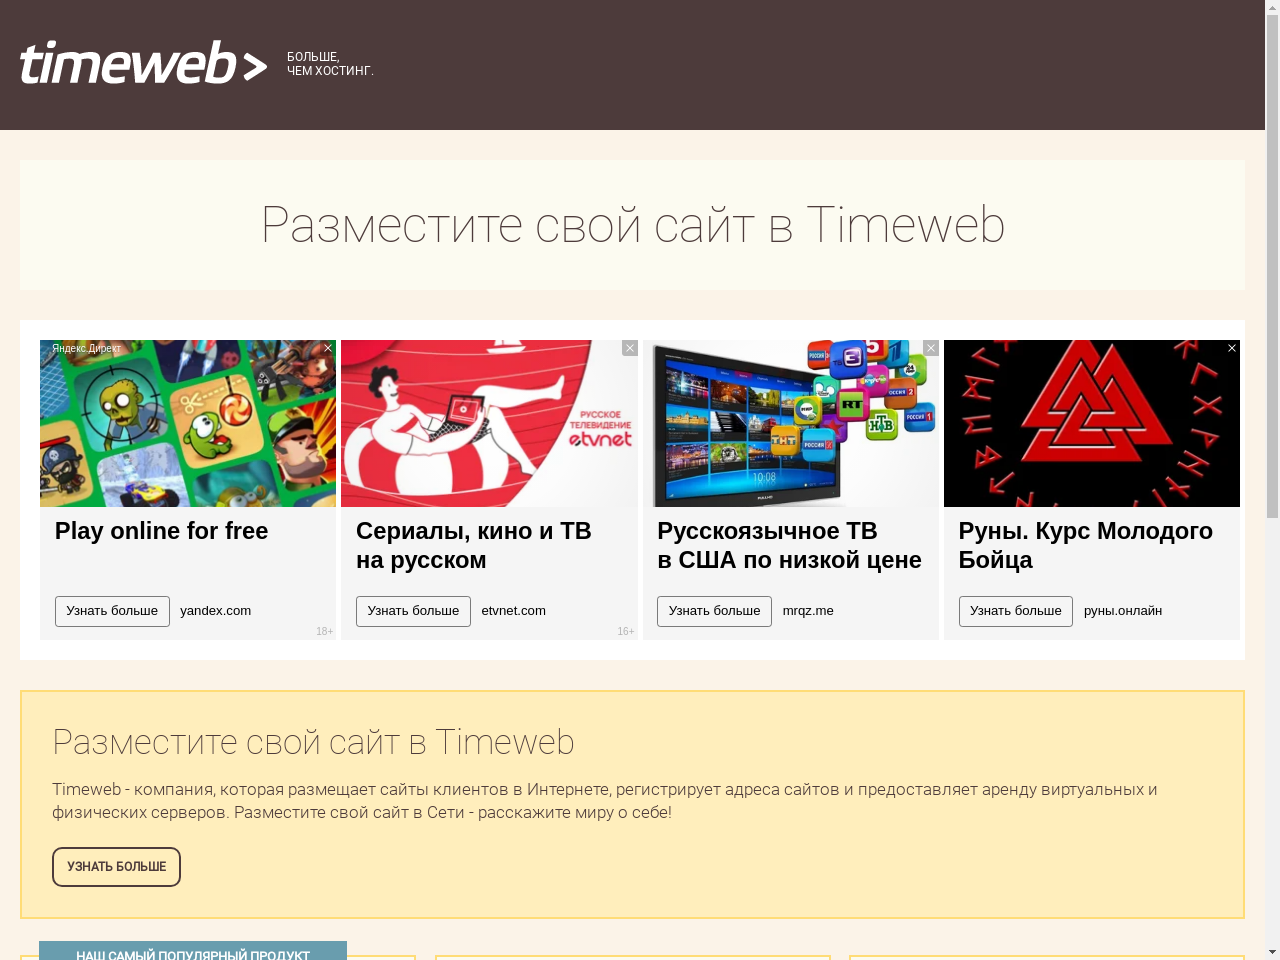 timeweb>
БОЛЬШЕ,
ЧЕМ ХОСТИНГ.
Разместите свой сайт в Timeweb
Яндекс.Директ
РУССКОЕ
ТЕЛЕВИДЕНИЕ
etvnet
Play online for free
Узнать больше yandex.com
18+
Сериалы, кино и ТВ
на русском
Узнать больше etvnet.com
16+
Русскоязычное ТВ
в США по низкой цене
Узнать больше mrqz.me
Руны. Курс Молодого
Бойца
Узнать больше руны.онлайн
Разместите свой сайт в Timeweb
Timeweb - компания, которая размещает сайты клиентов в Интернете, регистрирует адреса сайтов и предоставляет аренду виртуальных и
физических серверов. Разместите свой сайт в Сети - расскажите миру о себе!
УЗНАТЬ БОЛЬШЕ
НАШ САМЫЙ ПОПУЛЯРНЫЙ ПРОДУКТ